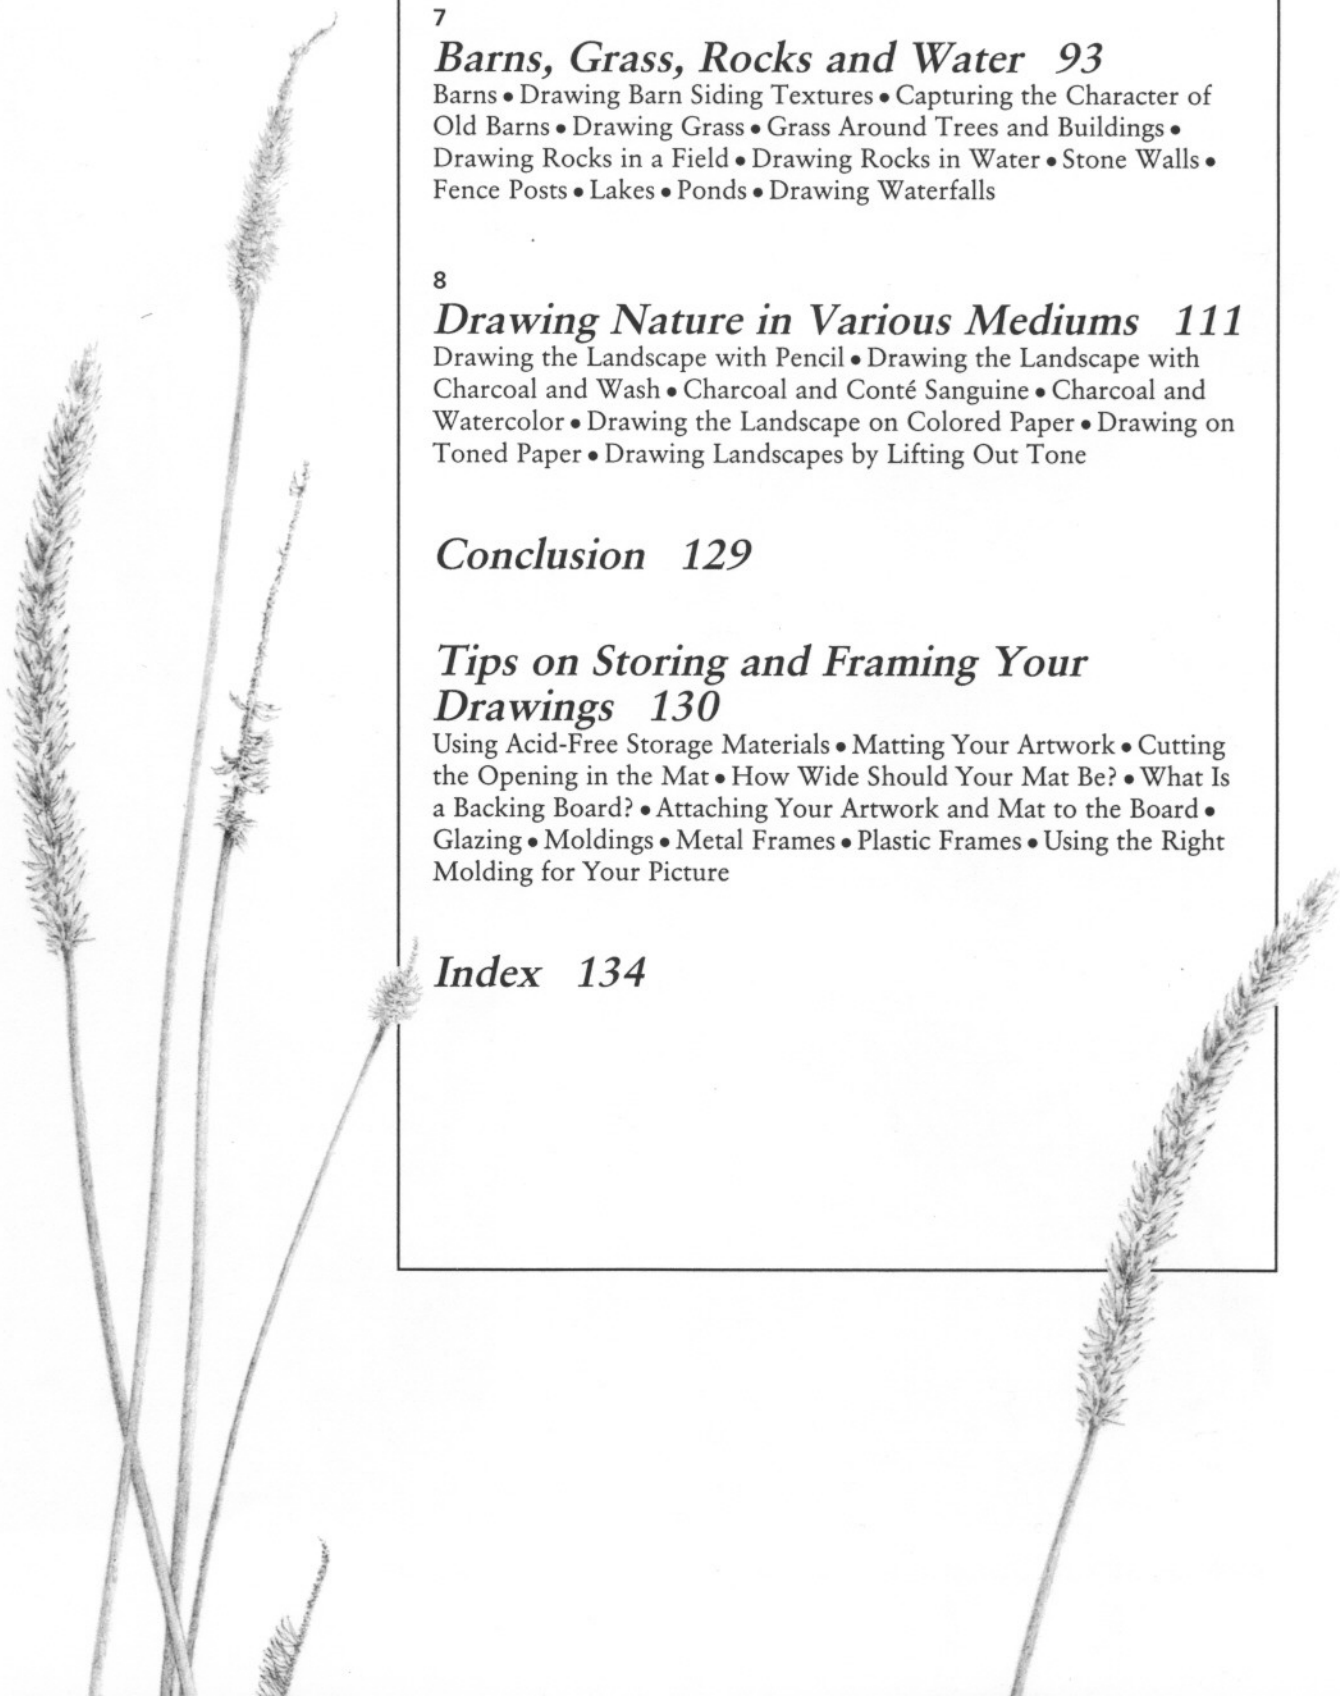 7
Barns, Grass, Rocks and Water 93
Barns • Drawing Barn Siding Textures • Capturing the Character of
Old Barns • Drawing Grass • Grass Around Trees and Buildings •
Drawing Rocks in a Field • Drawing Rocks in Water • Stone Walls •
Fence Posts • Lakes • Ponds • Drawing Waterfalls
8
Drawing Nature in Various Mediums 111
Drawing the Landscape with Pencil • Drawing the Landscape with
Charcoal and Wash • Charcoal and Conté Sanguine • Charcoal and
Watercolor • Drawing the Landscape on Colored Paper • Drawing on
Toned Paper • Drawing Landscapes by Lifting Out Tone
Conclusion 129
Tips on Storing and Framing Your
Drawings 130
Using Acid-Free Storage Materials • Matting Your Artwork • Cutting
the Opening in the Mat • How Wide Should Your Mat Be? • What Is
a Backing Board? • Attaching Your Artwork and Mat to the Board •
Glazing • Moldings • Metal Frames • Plastic Frames • Using the Right
Molding for Your Picture
Index 134